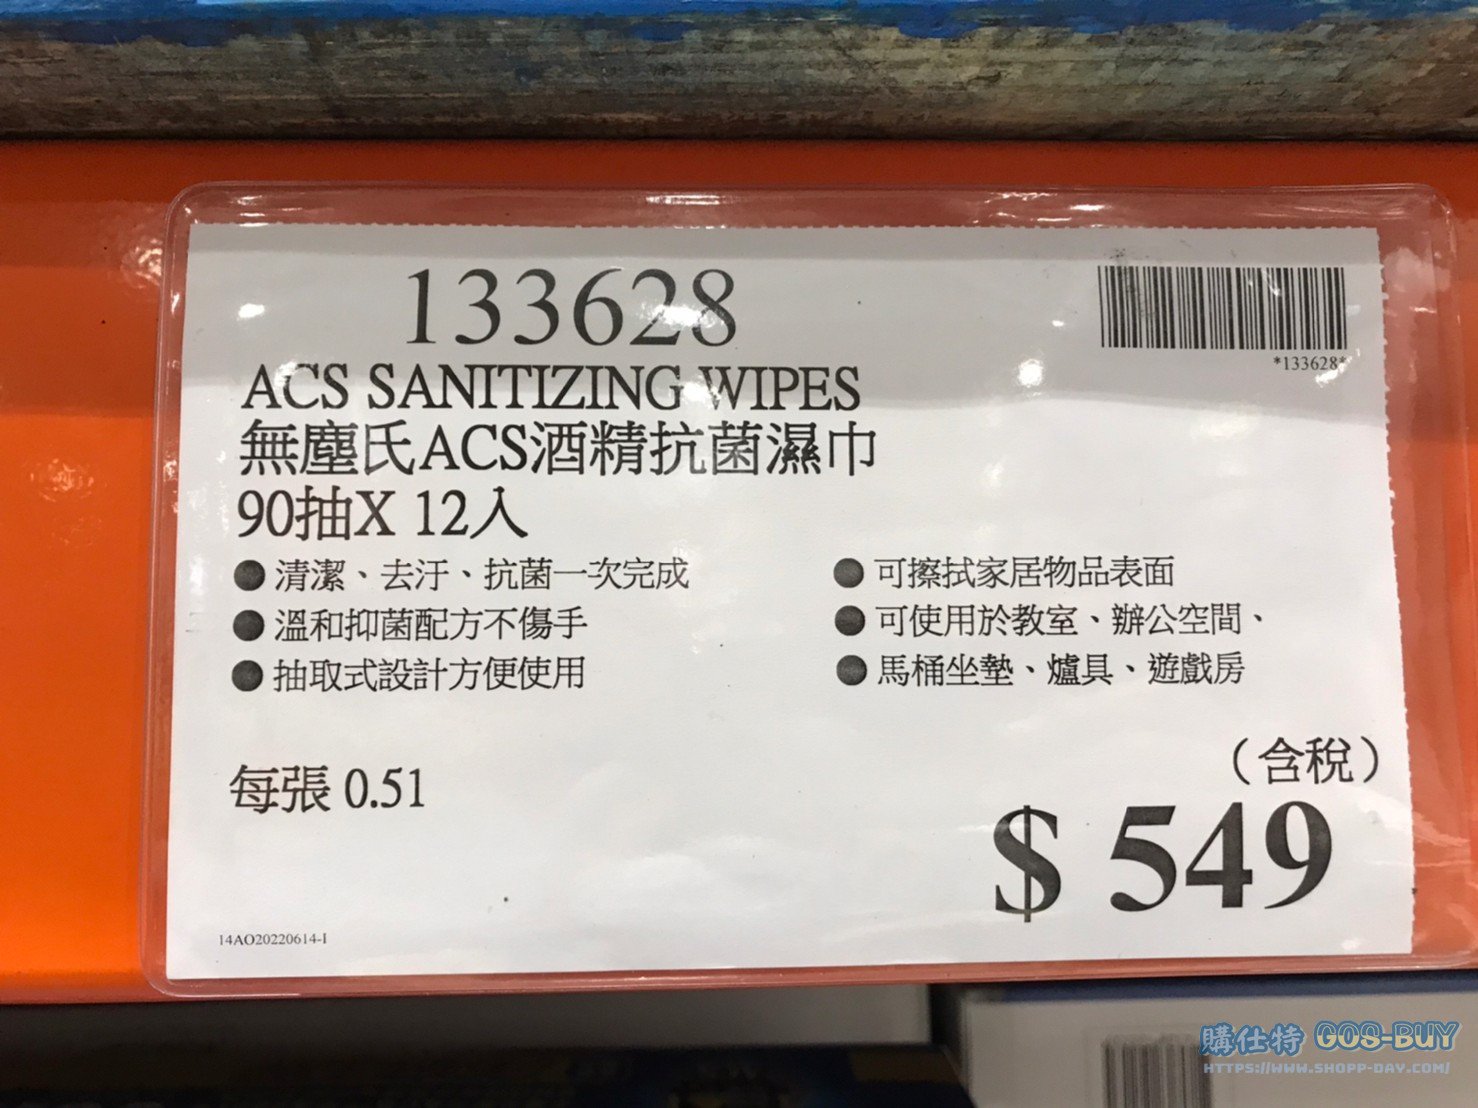 133628
*133628*
ACS SANITIZING WIPES
無塵氏ACS酒精抗菌濕巾
90抽X 12入
●清潔、去汙、抗菌一次完成
●溫和抑菌配方不傷手
●抽取式設計方便使用
●可擦拭家居物品表面
●可使用於教室、辦公空間、
●馬桶坐墊、爐具、遊戲房
每張 0.51
（含稅）
$ 549
14AO20220614-I
購仕特 GOS-BUY
HTTPS://WWW.SHOPP-DAY.COM/